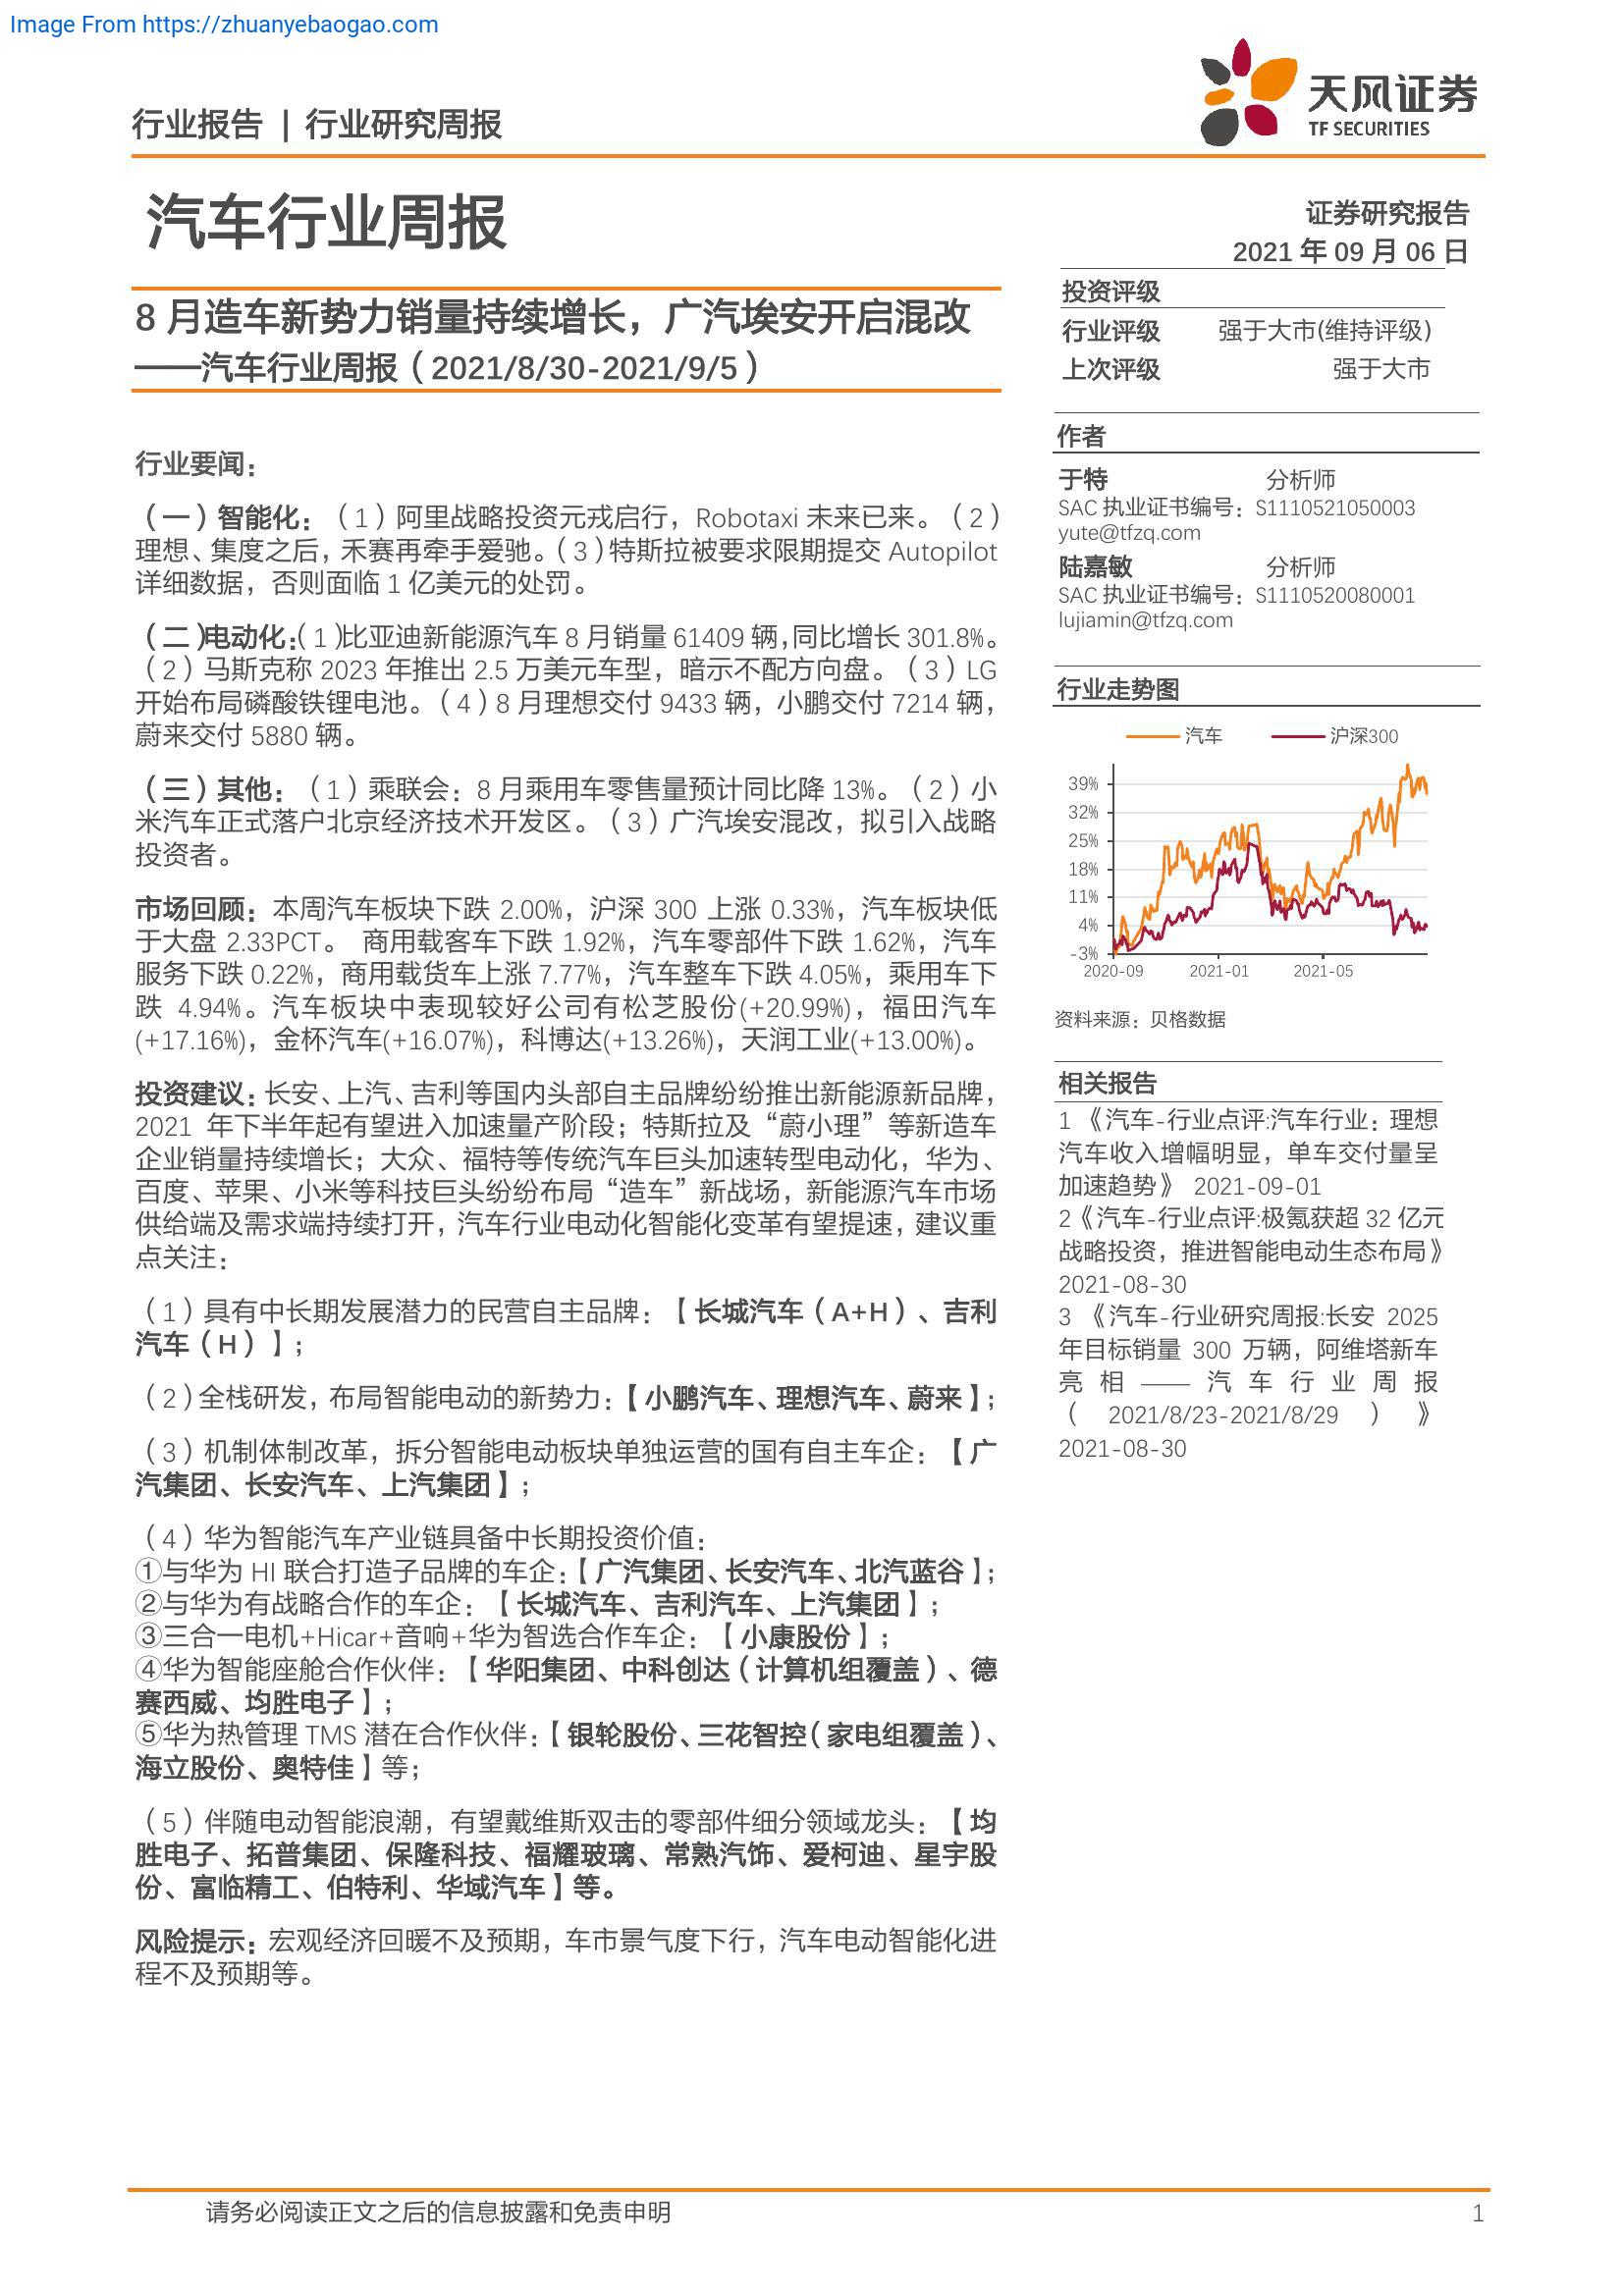 Image From https://zhuanyebaogao.com
行业报告 | 行业研究周报
天风证券
TF SECURITIES
汽车行业周报
证券研究报告
2021 年 09 月 06 日
8 月造车新势力销量持续增长，广汽埃安开启混改
——汽车行业周报（2021/8/30-2021/9/5）
行业要闻：
（一）智能化：（1）阿里战略投资元戎启行，Robotaxi 未来已来。（2）
理想、集度之后，禾赛再牵手爱驰。（3）特斯拉被要求限期提交 Autopilot
详细数据，否则面临 1 亿美元的处罚。
（二）电动化：（1）比亚迪新能源汽车 8 月销量 61409 辆，同比增长 301.8%。
（2）马斯克称 2023 年推出 2.5 万美元车型，暗示不配方向盘。（3）LG
开始布局磷酸铁锂电池。（4）8 月理想交付 9433 辆，小鹏交付 7214 辆，
蔚来交付 5880 辆。
（三）其他：（1）乘联会：8 月乘用车零售量预计同比降 13%。（2）小
米汽车正式落户北京经济技术开发区。（3）广汽埃安混改，拟引入战略
投资者。
市场回顾：本周汽车板块下跌 2.00%，沪深 300 上涨 0.33%，汽车板块低
于大盘 2.33PCT。 商用载客车下跌 1.92%，汽车零部件下跌 1.62%，汽车
服务下跌 0.22%，商用载货车上涨 7.77%，汽车整车下跌 4.05%，乘用车下
跌 4.94%。汽车板块中表现较好公司有松芝股份(+20.99%)，福田汽车
(+17.16%)，金杯汽车(+16.07%)，科博达(+13.26%)，天润工业(+13.00%)。
投资建议：长安、上汽、吉利等国内头部自主品牌纷纷推出新能源新品牌，
2021 年下半年起有望进入加速量产阶段；特斯拉及“蔚小理”等新造车
企业销量持续增长；大众、福特等传统汽车巨头加速转型电动化，华为、
百度、苹果、小米等科技巨头纷纷布局“造车”新战场，新能源汽车市场
供给端及需求端持续打开，汽车行业电动化智能化变革有望提速，建议重
点关注：
（1）具有中长期发展潜力的民营自主品牌：【长城汽车（A+H）、吉利
汽车（H）】；
（2）全栈研发，布局智能电动的新势力：【小鹏汽车、理想汽车、蔚来】；
（3）机制体制改革，拆分智能电动板块单独运营的国有自主车企：【广
汽集团、长安汽车、上汽集团】；
（4）华为智能汽车产业链具备中长期投资价值：
①与华为 HI 联合打造子品牌的车企：【广汽集团、长安汽车、北汽蓝谷】；
②与华为有战略合作的车企：【长城汽车、吉利汽车、上汽集团】；
③三合一电机+Hicar+音响+华为智选合作车企：【小康股份】；
④华为智能座舱合作伙伴：【华阳集团、中科创达（计算机组覆盖）、德
赛西威、均胜电子】；
⑤华为热管理 TMS 潜在合作伙伴：【银轮股份、三花智控（家电组覆盖）、
海立股份、奥特佳】等；
（5）伴随电动智能浪潮，有望戴维斯双击的零部件细分领域龙头：【均
胜电子、拓普集团、保隆科技、福耀玻璃、常熟汽饰、爱柯迪、星宇股
份、富临精工、伯特利、华域汽车】等。
风险提示：宏观经济回暖不及预期，车市景气度下行，汽车电动智能化进
程不及预期等。
投资评级
行业评级 强于大市(维持评级)
上次评级 强于大市
作者
于特 分析师
SAC 执业证书编号：S1110521050003
yute@tfzq.com
陆嘉敏 分析师
SAC 执业证书编号：S1110520080001
lujiamin@tfzq.com
行业走势图
汽车 沪深300
39%
32%
25%
18%
11%
4%
-3%
2020-09 2021-01 2021-05
资料来源：贝格数据
相关报告
1 《汽车-行业点评:汽车行业：理想
汽车收入增幅明显，单车交付量呈
加速趋势》 2021-09-01
2《汽车-行业点评:极氪获超 32 亿元
战略投资，推进智能电动生态布局》
2021-08-30
3 《汽车-行业研究周报:长安 2025
年目标销量 300 万辆，阿维塔新车
亮相——汽车行业周报
（2021/8/23-2021/8/29）》
2021-08-30
请务必阅读正文之后的信息披露和免责申明 1